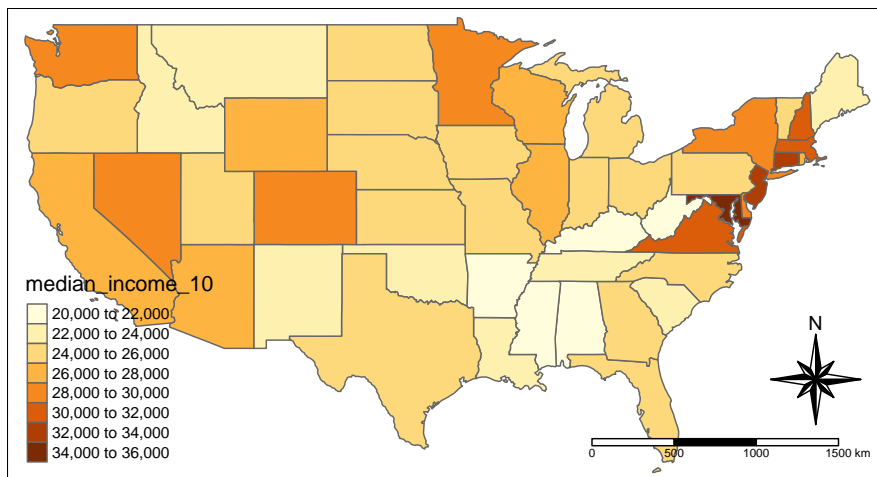 median_income_10
20,000 to 22,000
22,000 to 24,000
24,000 to 26,000
26,000 to 28,000
28,000 to 30,000
30,000 to 32,000
32,000 to 34,000
34,000 to 36,000
N
0 500 1000 1500 km